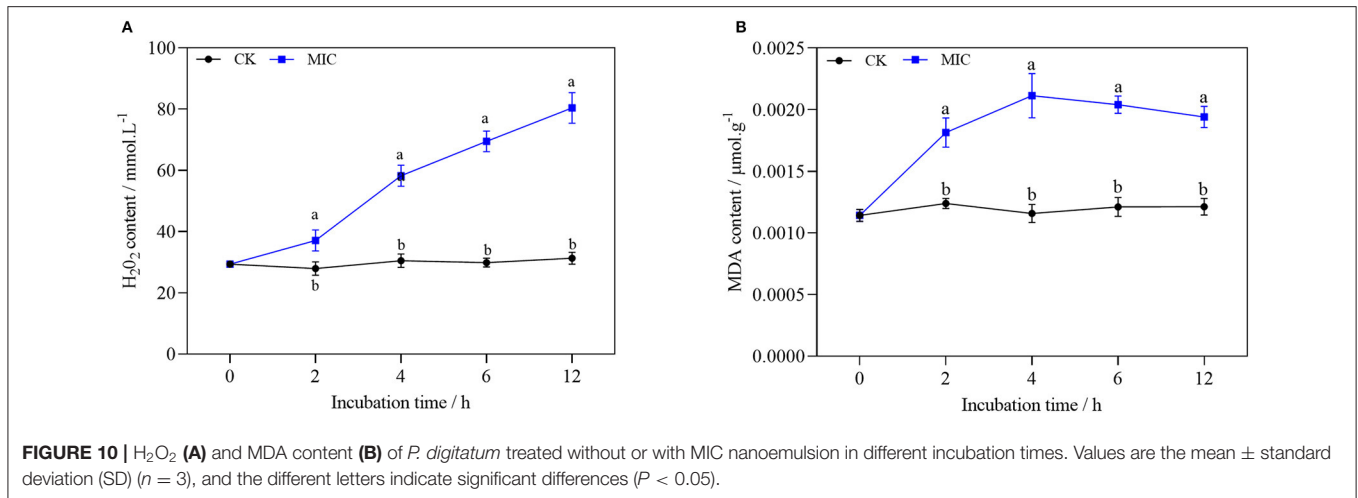 A
100
80
60
40
20
0
CK MIC
a
a
a
a
b
b
b
b
0 2 4 6 12
H₂0₂ content / mmol.L⁻¹
Incubation time / h
B
0.0025
0.0020
0.0015
0.0010
0.0005
0.0000
CK MIC
a
a
a
a
b
b
b
b
0 2 4 6 12
MDA content / μmol.g⁻¹
Incubation time / h
FIGURE 10 | H₂O₂ (A) and MDA content (B) of P. digitatum treated without or with MIC nanoemulsion in different incubation times. Values are the mean ± standard
deviation (SD) (n = 3), and the different letters indicate significant differences (P < 0.05).